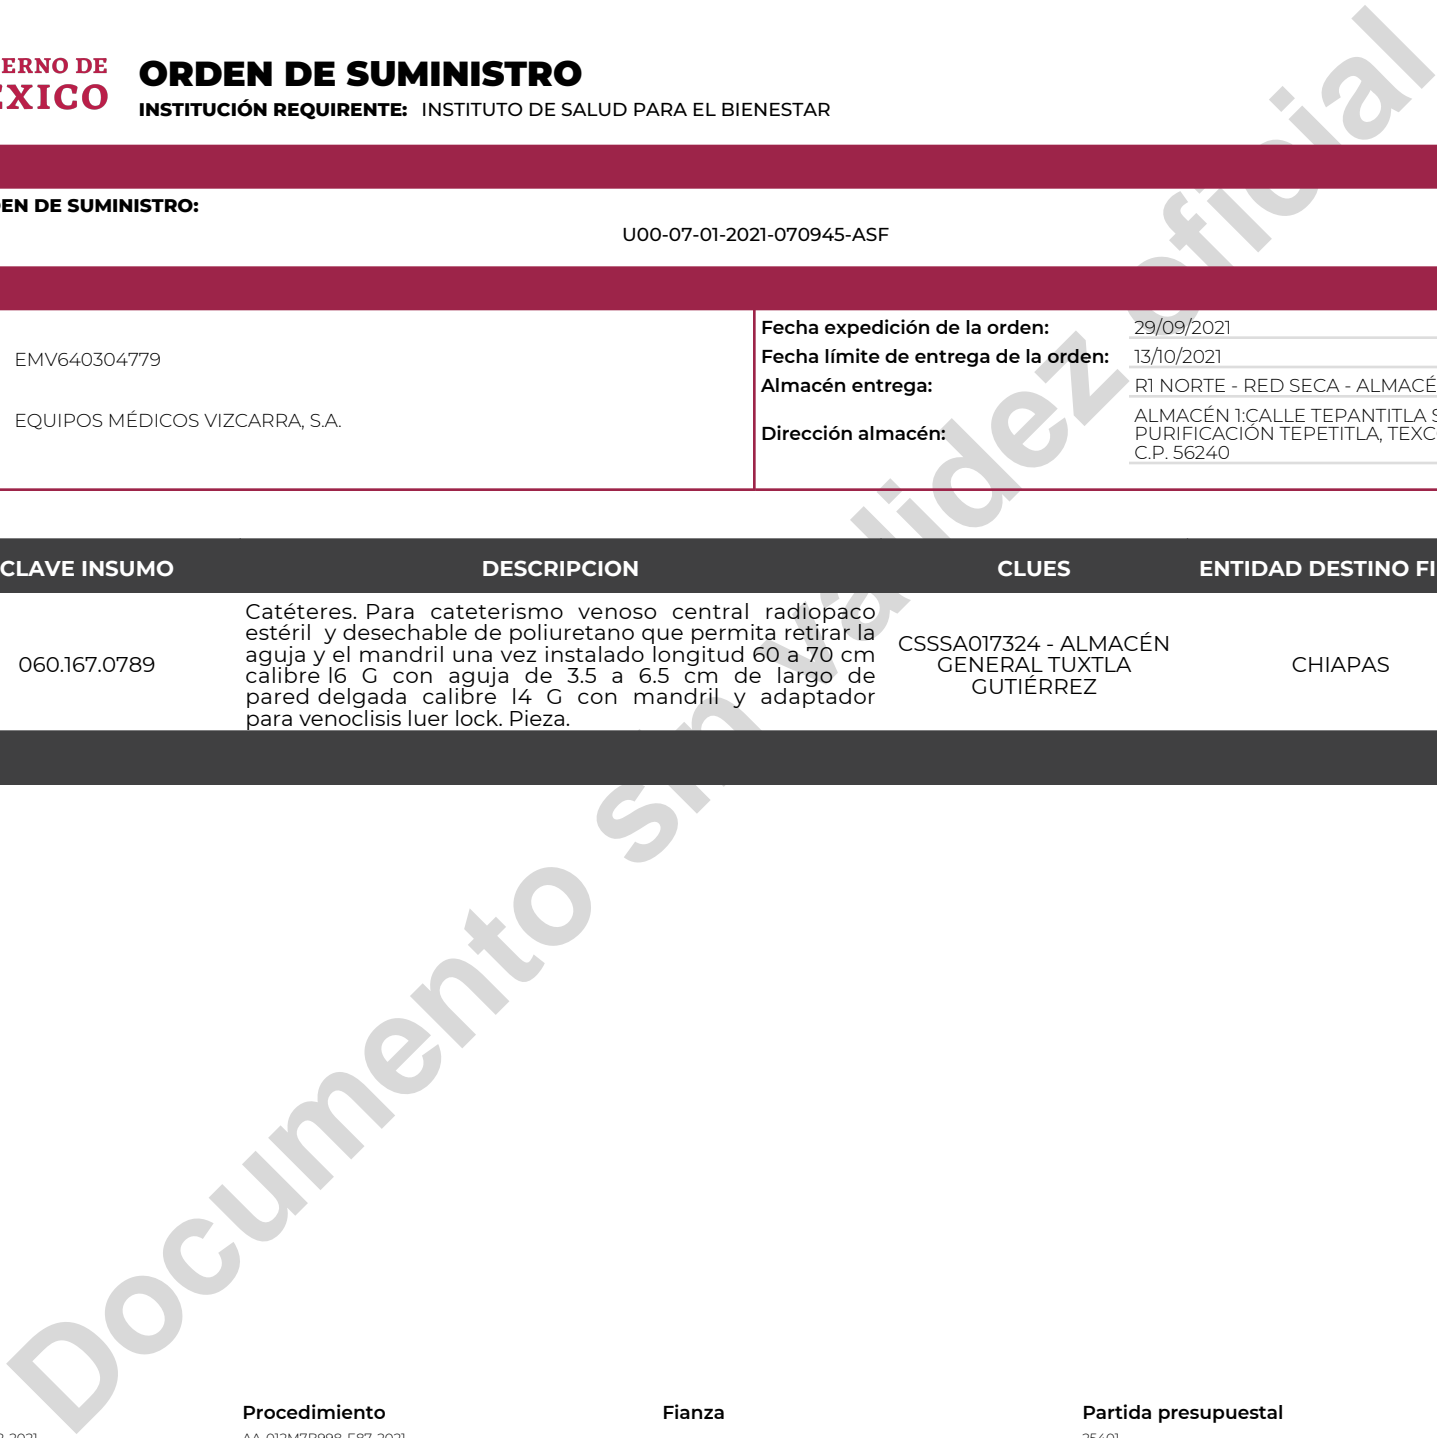 ERNO DE
ORDEN DE SUMINISTRO
EXICO
INSTITUCIÓN REQUIRENTE: INSTITUTO DE SALUD PARA EL BIENESTAR
EN DE SUMINISTRO:
U00-07-01-2021-070945-ASF
Fecha expedición de la orden: 29/09/2021
EMV640304779
Fecha límite de entrega de la orden: 13/10/2021
Almacén entrega: R1 NORTE - RED SECA - ALMACÉ
EQUIPOS MÉDICOS VIZCARRA, S.A.
Dirección almacén:
ALMACÉN 1:CALLE TEPANTITLA S
PURIFICACIÓN TEPETITLA, TEXC
C.P. 56240
CLAVE INSUMO DESCRIPCION CLUES ENTIDAD DESTINO FI
060.167.0789
Catéteres. Para cateterismo venoso central radiopaco
estéril y desechable de poliuretano que permita retirar la
aguja y el mandril una vez instalado longitud 60 a 70 cm
calibre l6 G con aguja de 3.5 a 6.5 cm de largo de
pared delgada calibre l4 G con mandril y adaptador
para venoclisis luer lock. Pieza.
CSSSA017324 - ALMACÉN
GENERAL TUXTLA
GUTIÉRREZ
CHIAPAS
Documento sin validez oficial
Procedimiento Fianza Partida presupuestal